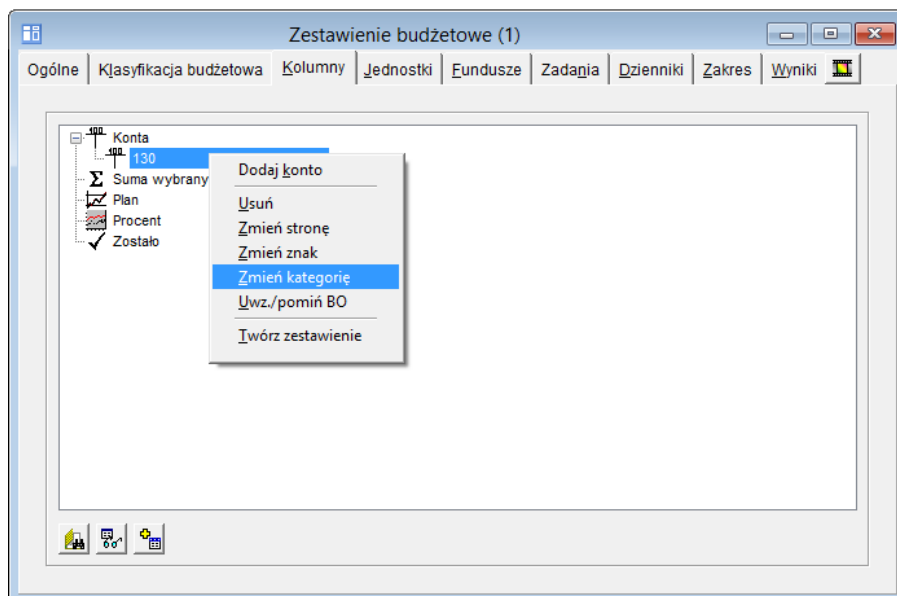 Zestawienie budżetowe (1)
Ogólne Klasyfikacja budżetowa Kolumny Jednostki Fundusze Zadania Dzienniki Zakres Wyniki
Konta
130
Suma wybrany
Plan
Procent
Zostało
Dodaj konto
Usuń
Zmień stronę
Zmień znak
Zmień kategorię
Uwz./pomiń BO
Twórz zestawienie